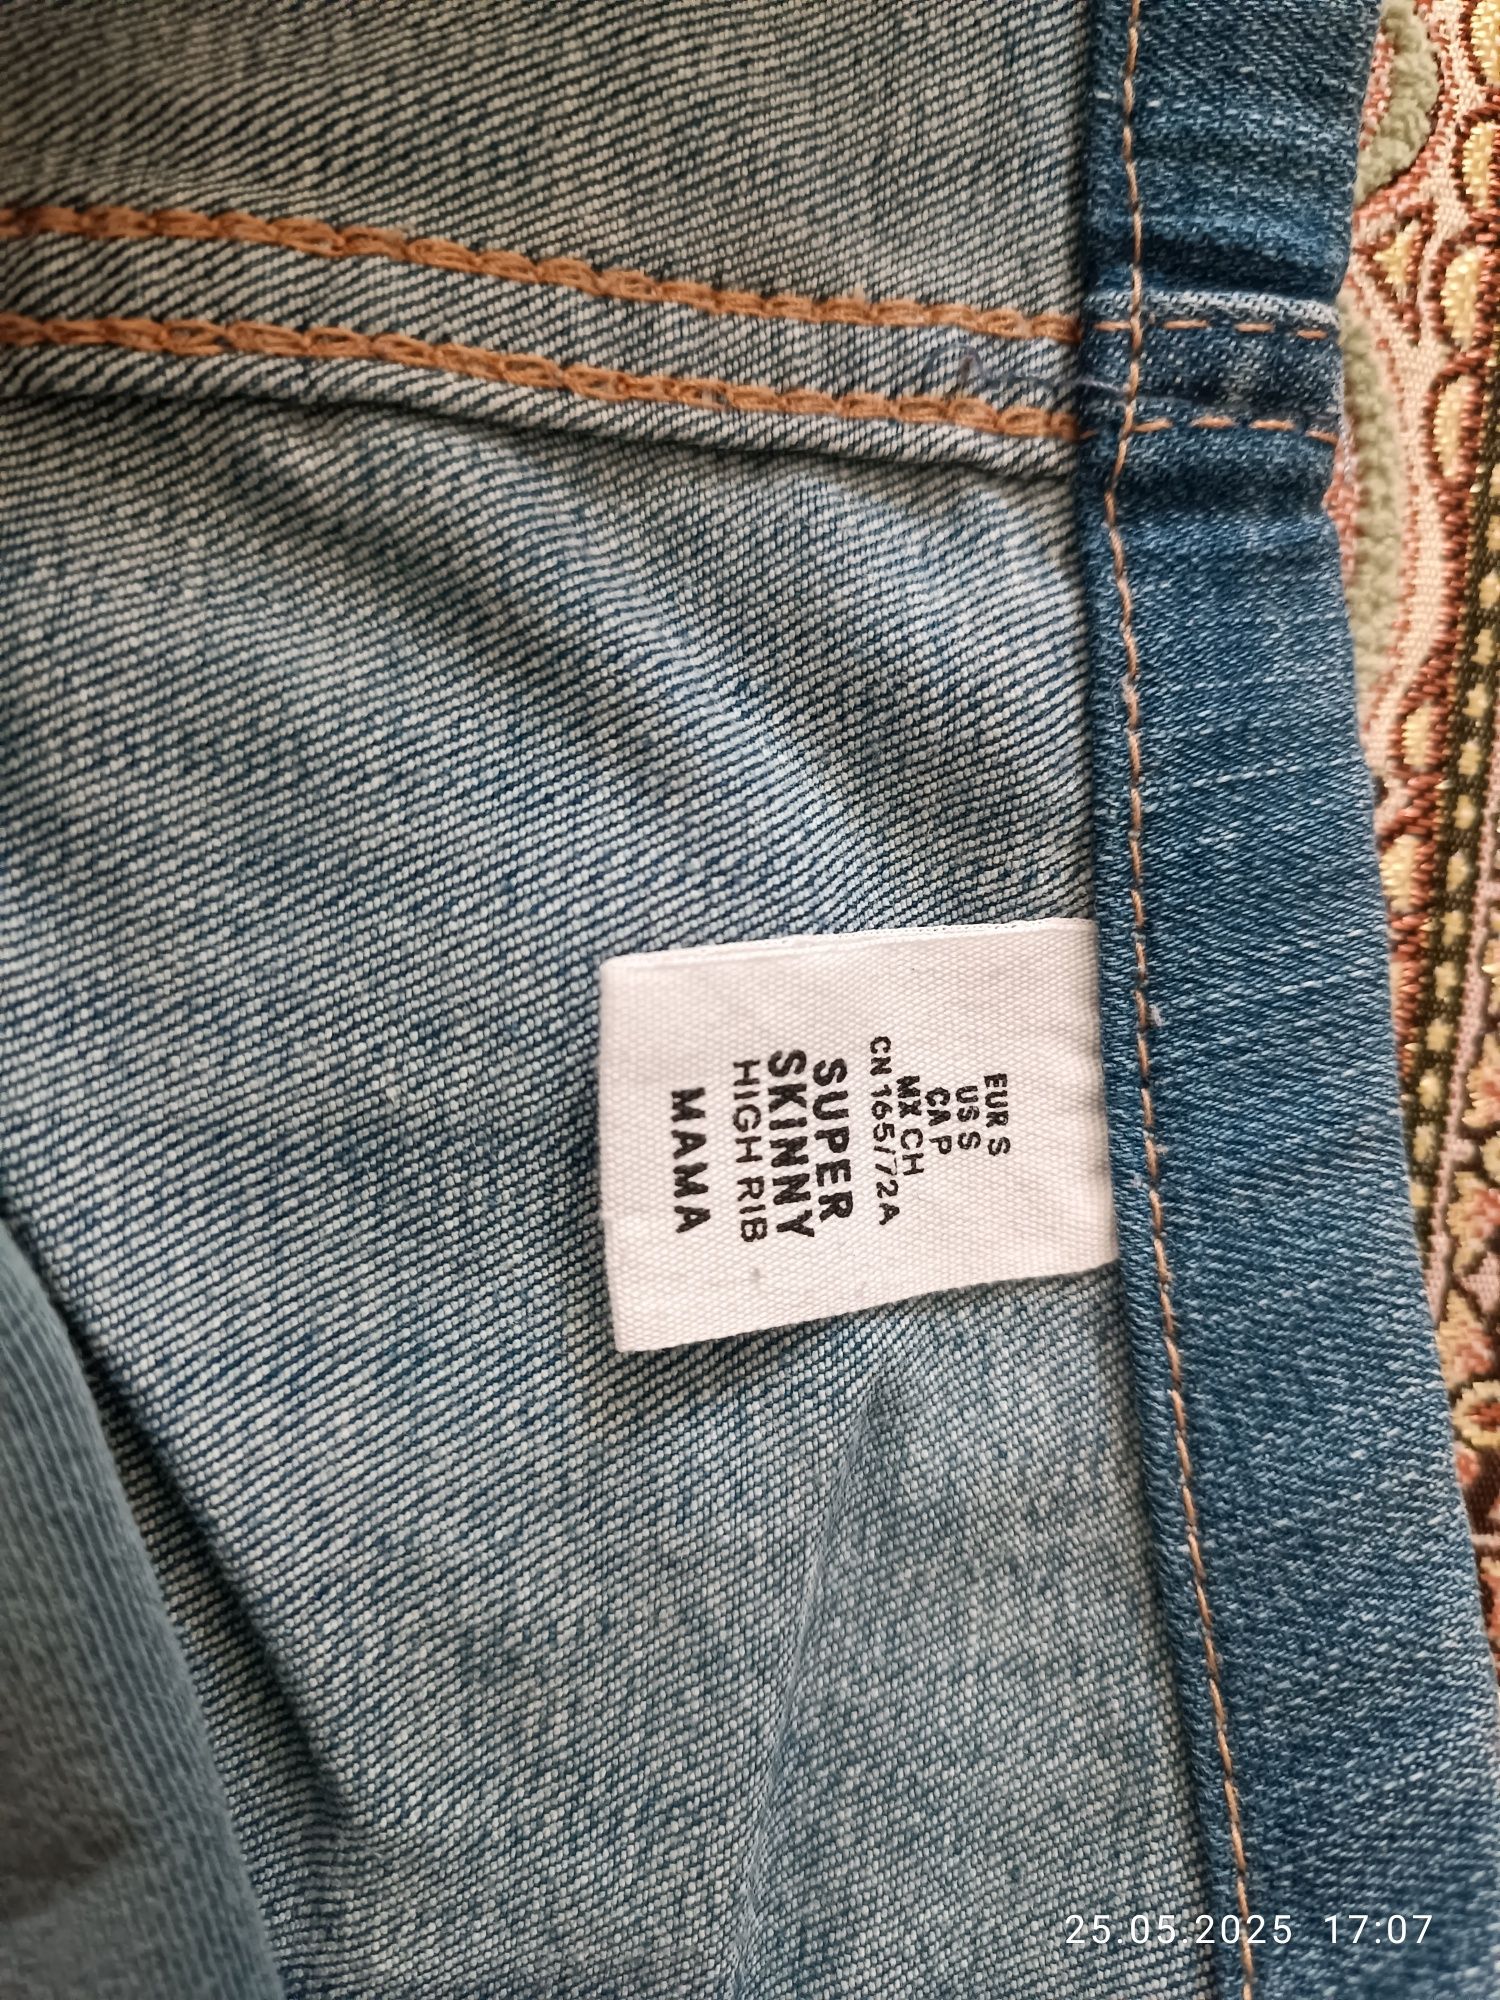 EUR S
US S
CA P
MX CH
CN 165/72A
SUPER
SKINNY
HIGH RIB
MAMA
25.05.2025 17:07